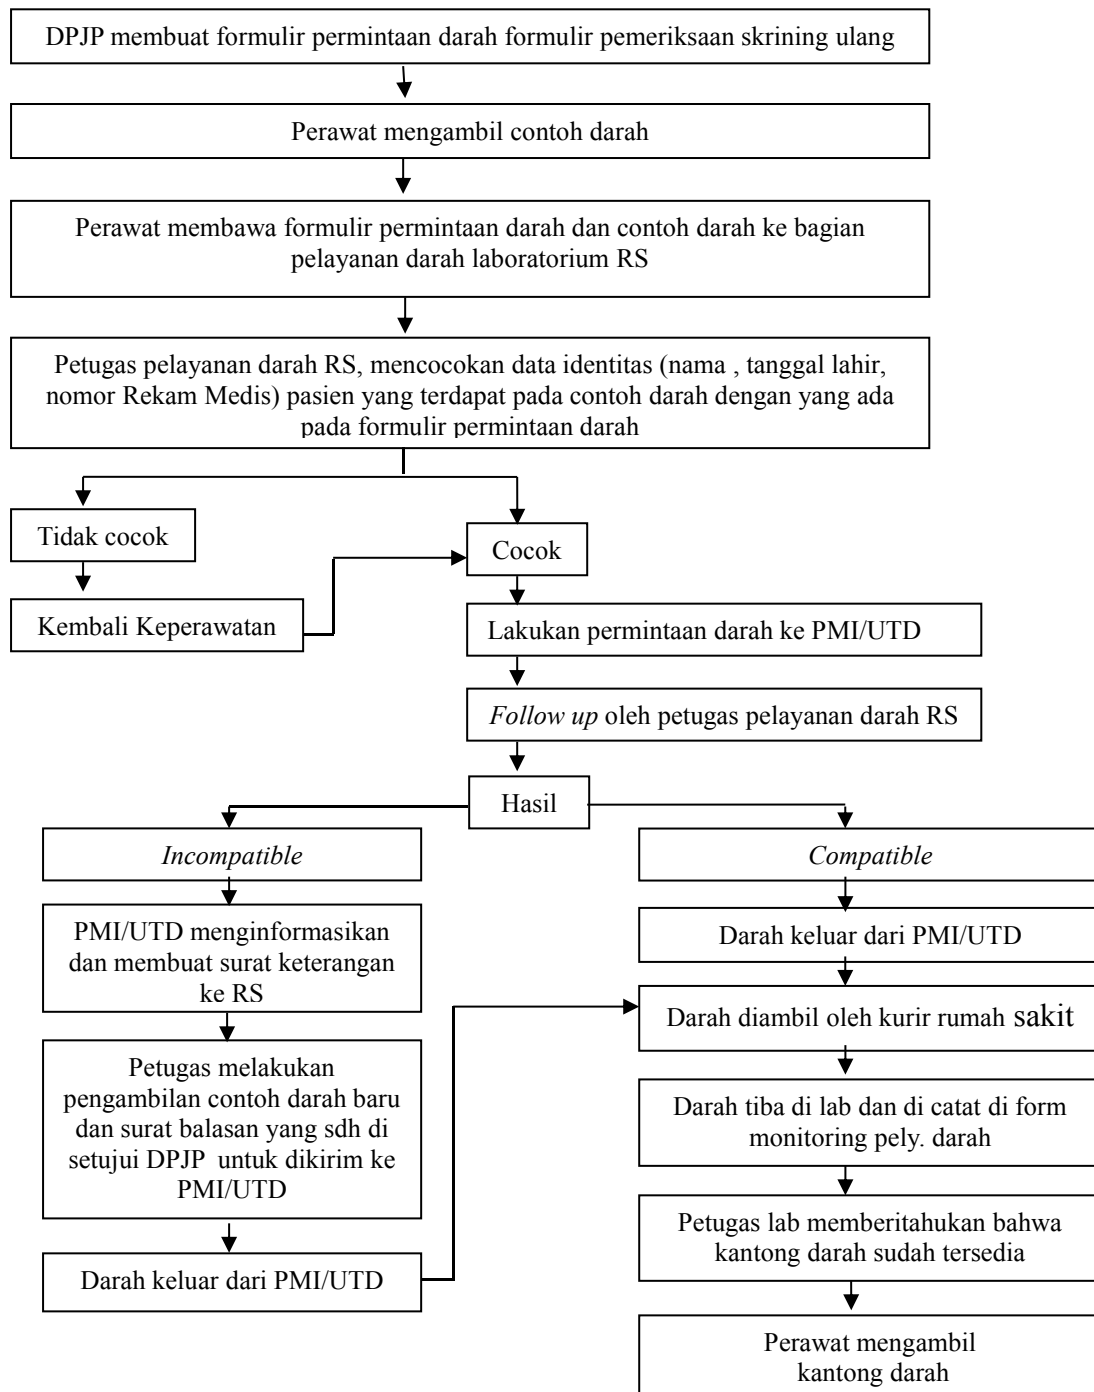 DPJP membuat formulir permintaan darah formulir pemeriksaan skrining ulang
Perawat mengambil contoh darah
Perawat membawa formulir permintaan darah dan contoh darah ke bagian
pelayanan darah laboratorium RS
Petugas pelayanan darah RS, mencocokan data identitas (nama , tanggal lahir,
nomor Rekam Medis) pasien yang terdapat pada contoh darah dengan yang ada
pada formulir permintaan darah
Tidak cocok
Cocok
Kembali Keperawatan
Lakukan permintaan darah ke PMI/UTD
Follow up oleh petugas pelayanan darah RS
Hasil
Incompatible
PMI/UTD menginformasikan
dan membuat surat keterangan
ke RS
Petugas melakukan
pengambilan contoh darah baru
dan surat balasan yang sdh di
setujui DPJP untuk dikirim ke
PMI/UTD
Darah keluar dari PMI/UTD
Compatible
Darah keluar dari PMI/UTD
Darah diambil oleh kurir rumah sakit
Darah tiba di lab dan di catat di form
monitoring pely. darah
Petugas lab memberitahukan bahwa
kantong darah sudah tersedia
Perawat mengambil
kantong darah